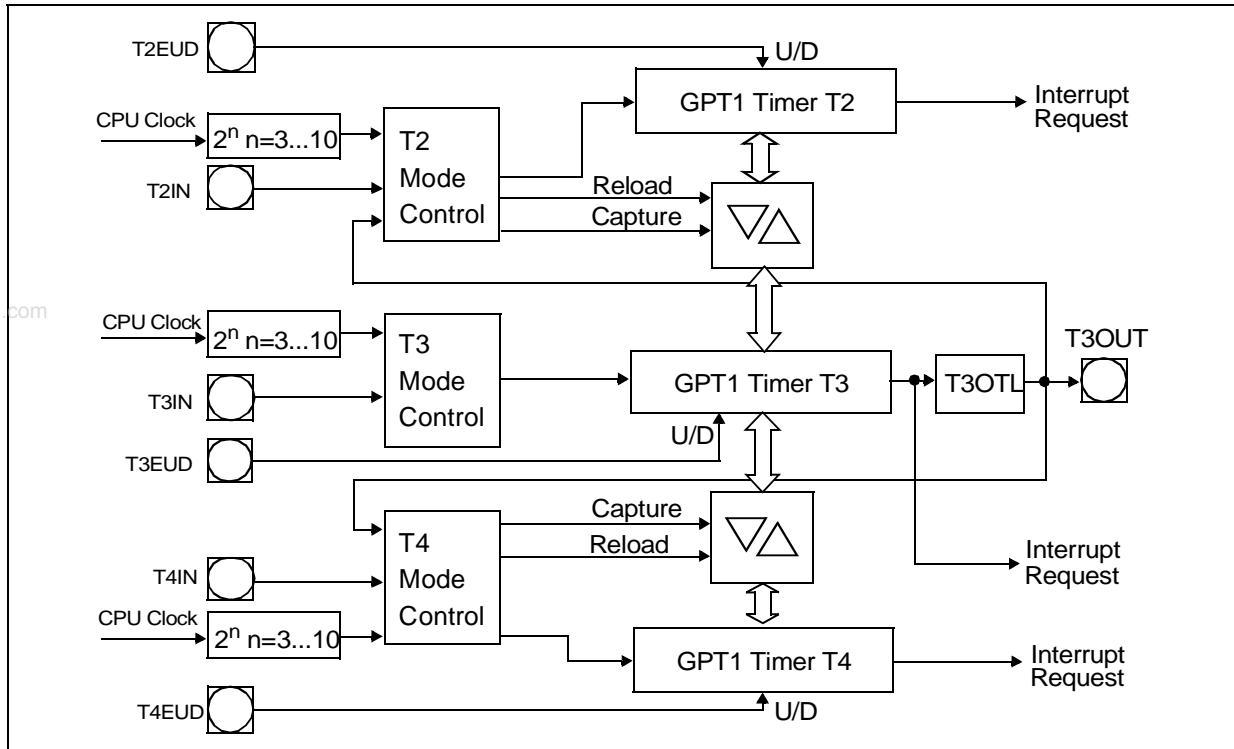 T2EUD
U/D
GPT1 Timer T2
Interrupt
Request
CPU Clock
2ⁿ n=3...10
T2
Mode
Control
T2IN
Reload
Capture
.com
CPU Clock
2ⁿ n=3...10
T3
Mode
Control
T3IN
GPT1 Timer T3
T3OTL
T3OUT
U/D
T3EUD
Capture
Reload
T4
Mode
Control
T4IN
CPU Clock
2ⁿ n=3...10
Interrupt
Request
GPT1 Timer T4
Interrupt
Request
T4EUD
U/D